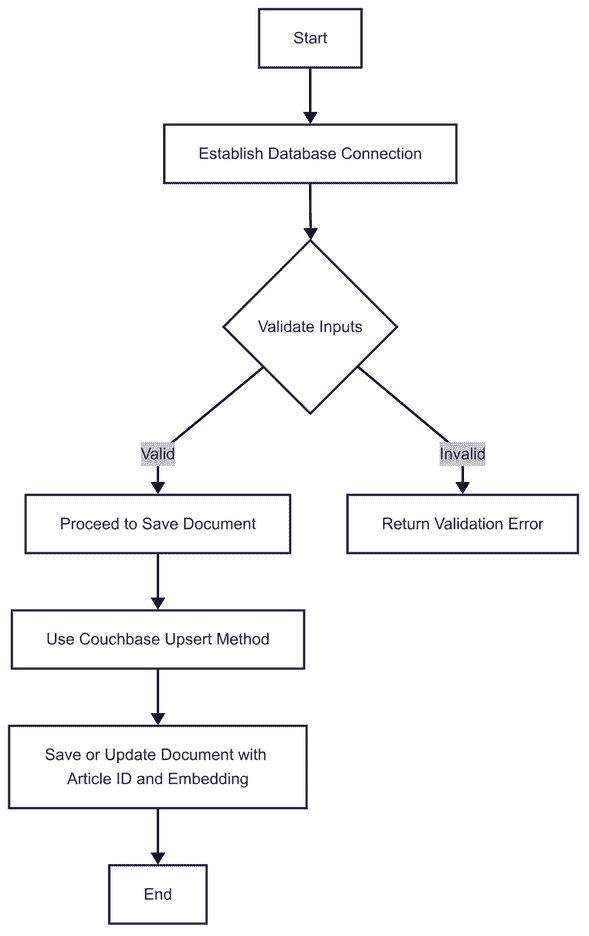 Start
Establish Database Connection
Validate Inputs
Valid
Invalid
Proceed to Save Document
Return Validation Error
Use Couchbase Upsert Method
Save or Update Document with
Article ID and Embedding
End